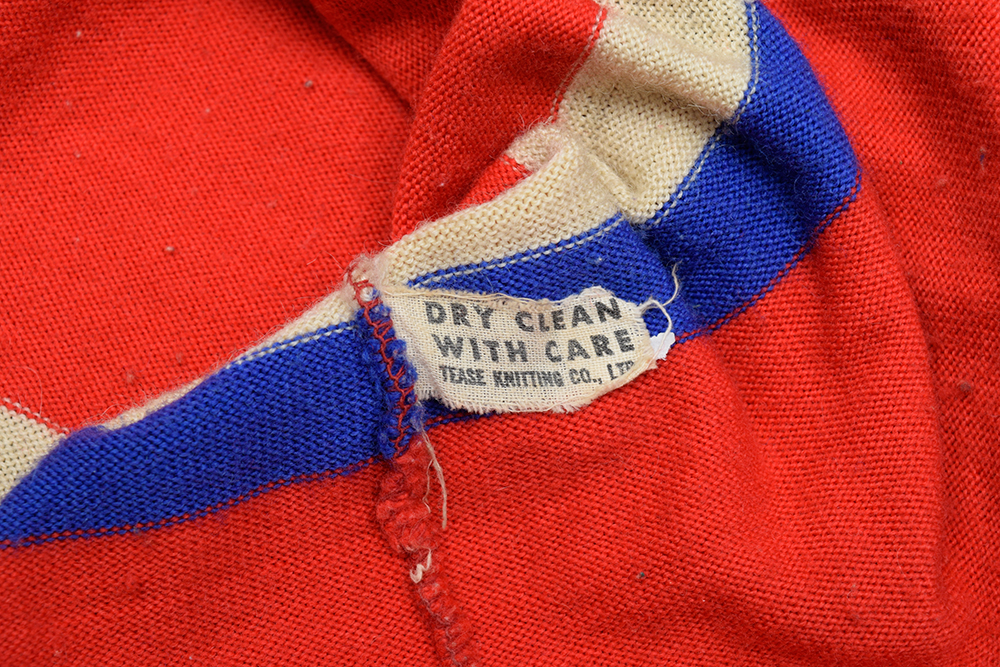 DRY CLEAN
WITH CARE
TEASE KNITTING CO., LTD